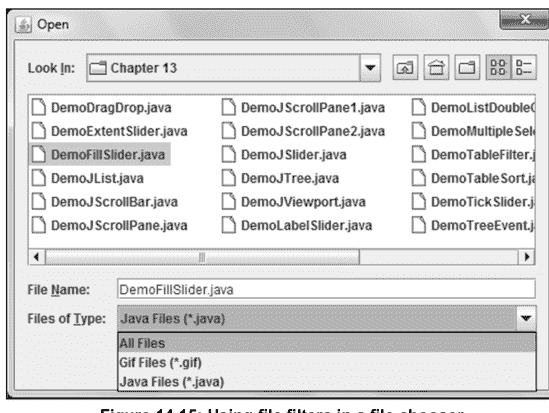 Open
Look In: Chapter 13
DemoDragDrop.java DemoJScrollPane1.java
DemoExtentSlider.java DemoJScrollPane2.java
DemoFillSlider.java DemoJSlider.java DemoTableFilter.j
DemoJList.java DemoJTree.java DemoTableSort.ja
DemoJScrollBar.java DemoJViewport.java DemoTickSlider.j
DemoJScrollPane.java DemoLabelSlider.java DemoTreeEvent.j
File Name: DemoFillSlider.java
Files of Type: Java Files (*.java)
All Files
Gif Files (*.gif)
Java Files (*.java)
Figure 14.15: Using file filters in a file chooser